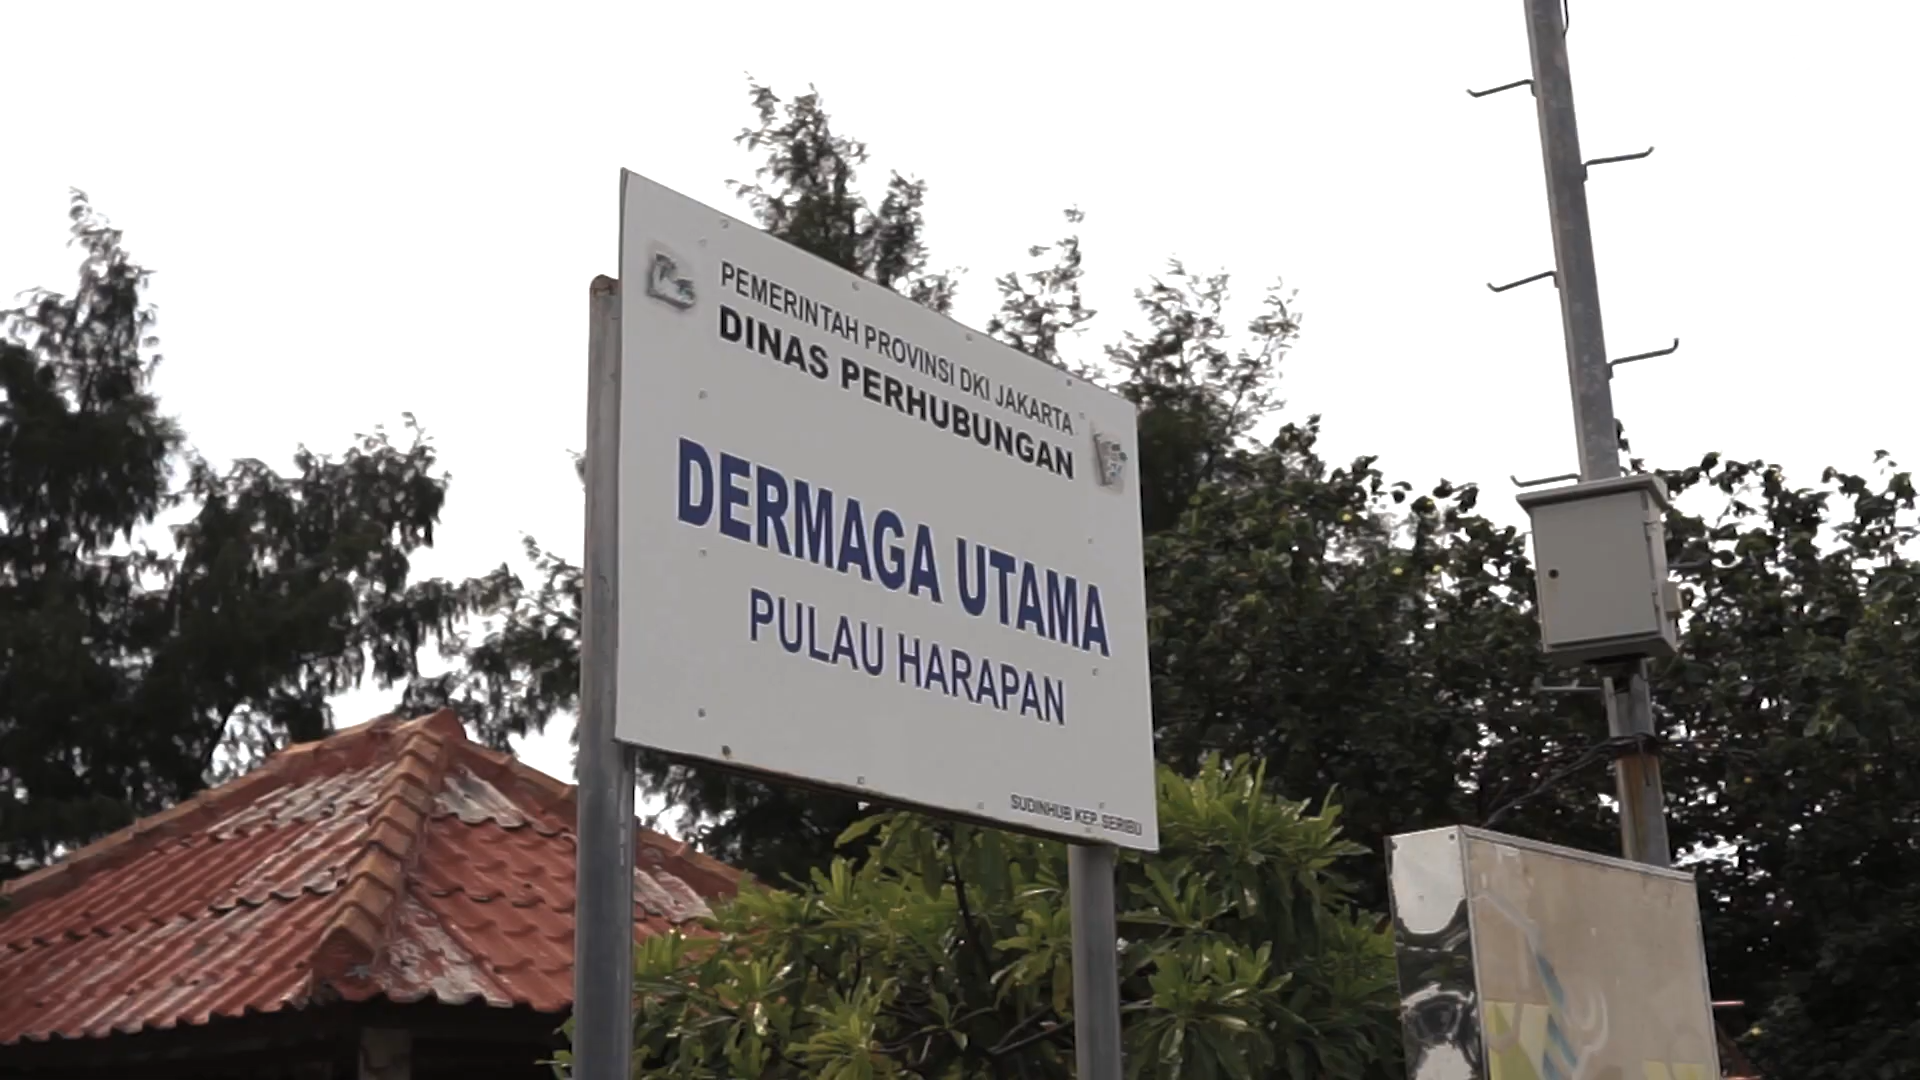 PEMERINTAH PROVINSI DKI JAKARTA
DINAS PERHUBUNGAN
DERMAGA UTAMA
PULAU HARAPAN
SUDINHUB KEP. SERIBU